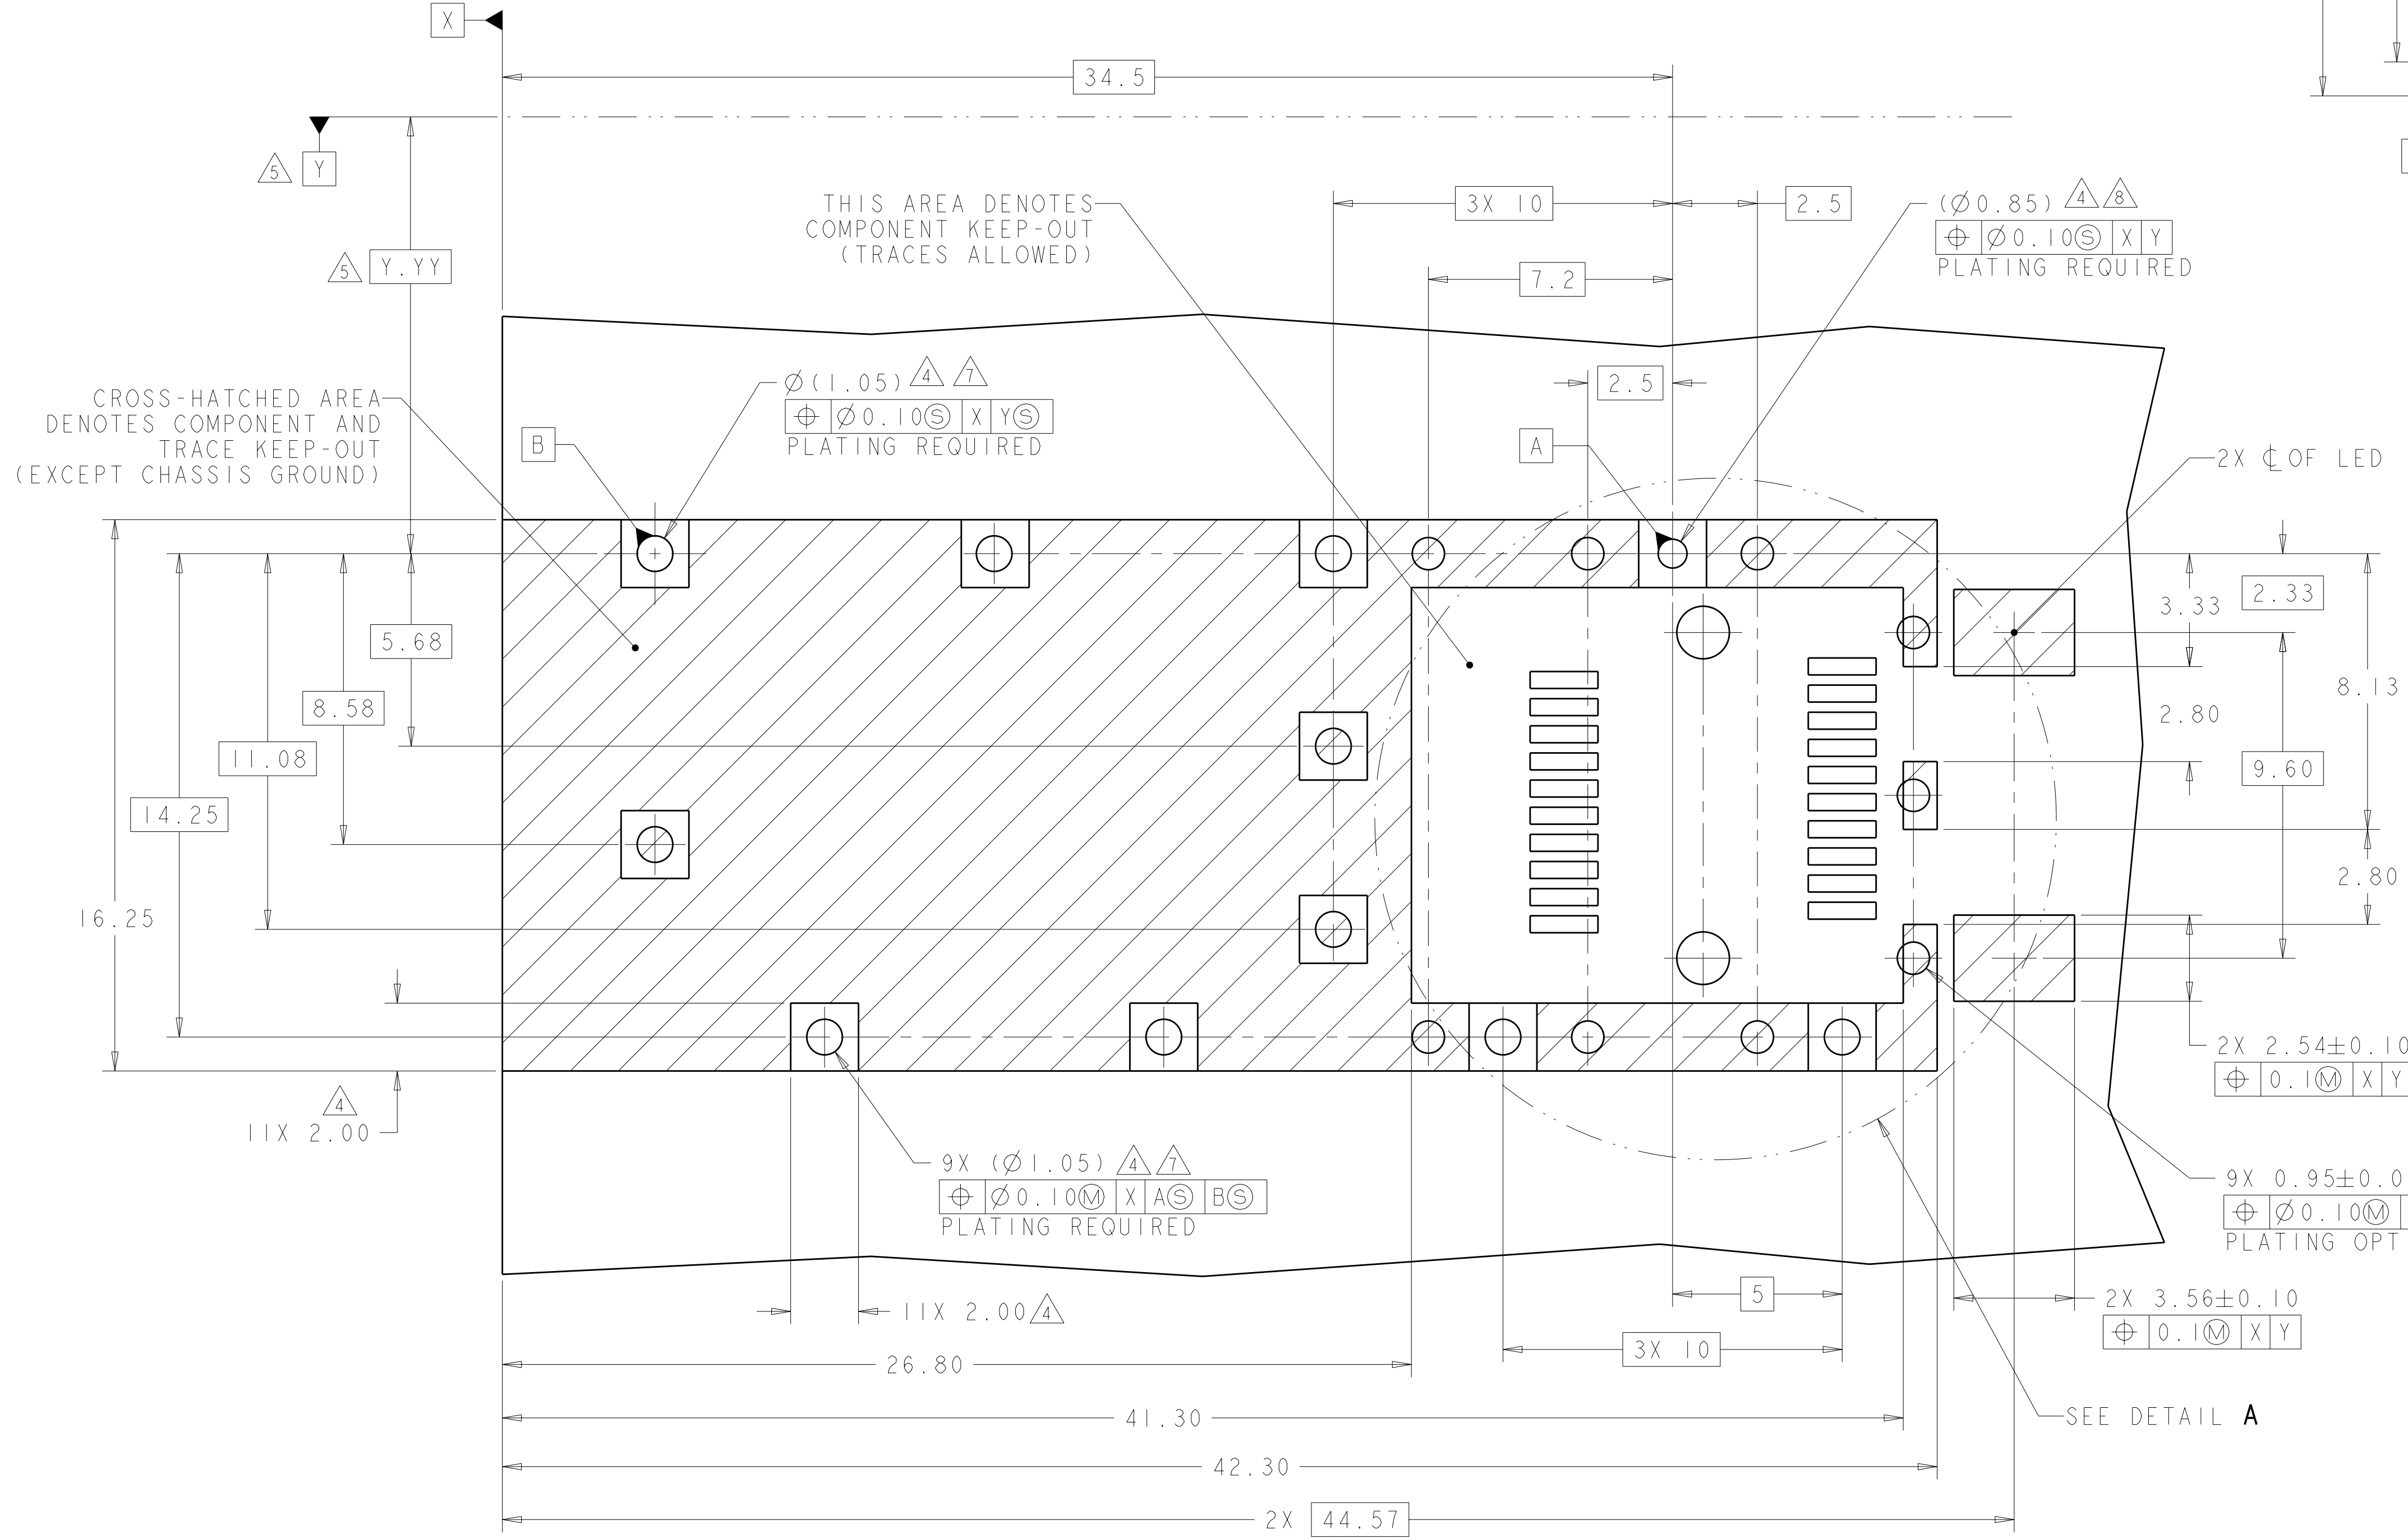 X
34.5
5 Y
THIS AREA DENOTES
COMPONENT KEEP-OUT
(TRACES ALLOWED)
3X 10
2.5
(Ø0.85) 4 8
⌖ Ø0.10Ⓢ X Y
PLATING REQUIRED
5 Y.YY
7.2
CROSS-HATCHED AREA
DENOTES COMPONENT AND
TRACE KEEP-OUT
(EXCEPT CHASSIS GROUND)
Ø(1.05) 4 7
⌖ Ø0.10Ⓢ X YⓈ
PLATING REQUIRED
2.5
B
A
2X ℄ OF LED
5.68
3.33
2.33
8.58
8.13
2.80
11.08
9.60
14.25
2.80
16.25
2X 2.54±0.10
⌖ 0.1Ⓜ X Y
4
11X 2.00
9X (Ø1.05) 4 7
⌖ Ø0.10Ⓜ X AⓈ BⓈ
PLATING REQUIRED
9X 0.95±0.0
⌖ Ø0.10Ⓜ
PLATING OPT
11X 2.00 4
5
2X 3.56±0.10
⌖ 0.1Ⓜ X Y
3X 10
26.80
41.30
SEE DETAIL A
42.30
2X 44.57